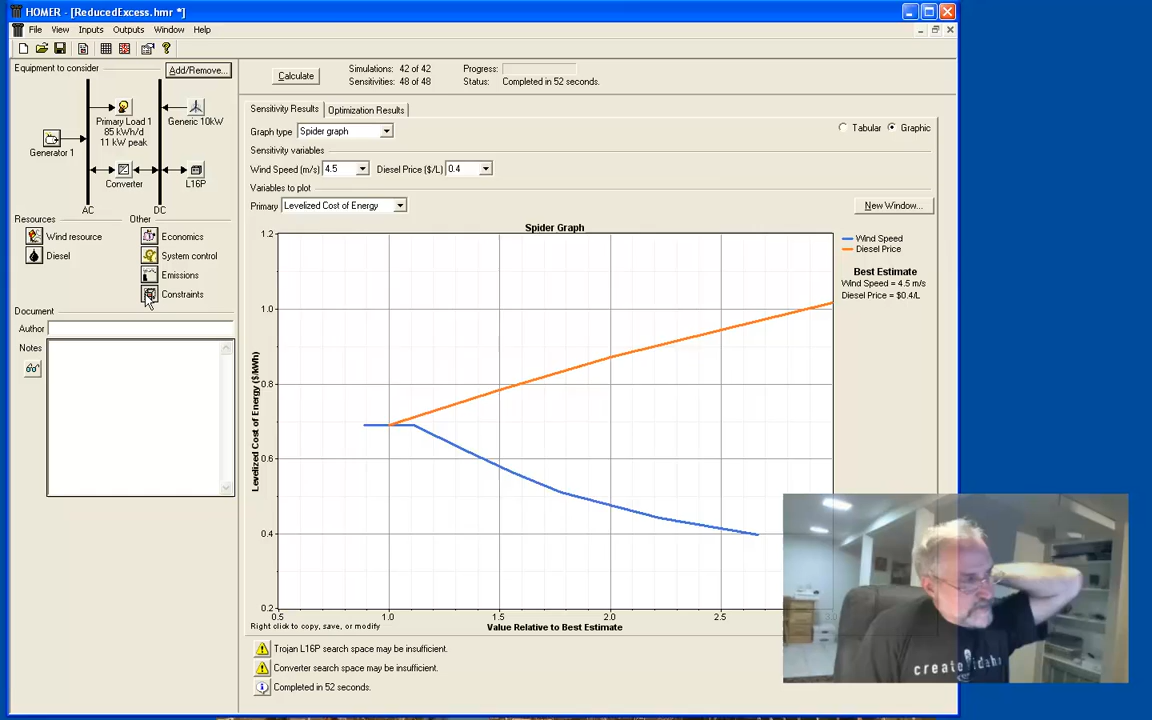 HOMER - [ReducedExcess.hmr *]
File View Inputs Outputs Window Help
Equipment to consider
Add/Remove...
Primary Load 1
85 kWh/d
11 kW peak
Generic 10kW
Generator 1
Converter
L16P
AC
DC
Resources
Other
Wind resource
Economics
Diesel
System control
Emissions
Constraints
Document
Author
Notes
Calculate
Simulations: 42 of 42
Progress:
Sensitivities: 48 of 48
Status: Completed in 52 seconds.
Sensitivity Results
Optimization Results
Graph type
Spider graph
Tabular
Graphic
Sensitivity variables
Wind Speed (m/s) 4.5
Diesel Price ($/L) 0.4
Variables to plot
Primary
Levelized Cost of Energy
New Window...
Spider Graph
1.2
1.0
0.8
0.6
0.4
0.2
Levelized Cost of Energy ($/kWh)
0.5
1.0
1.5
2.0
2.5
3.0
Value Relative to Best Estimate
Right click to copy, save, or modify
Wind Speed
Diesel Price
Best Estimate
Wind Speed = 4.5 m/s
Diesel Price = $0.4/L
Trojan L16P search space may be insufficient.
Converter search space may be insufficient.
Completed in 52 seconds.
create idaho